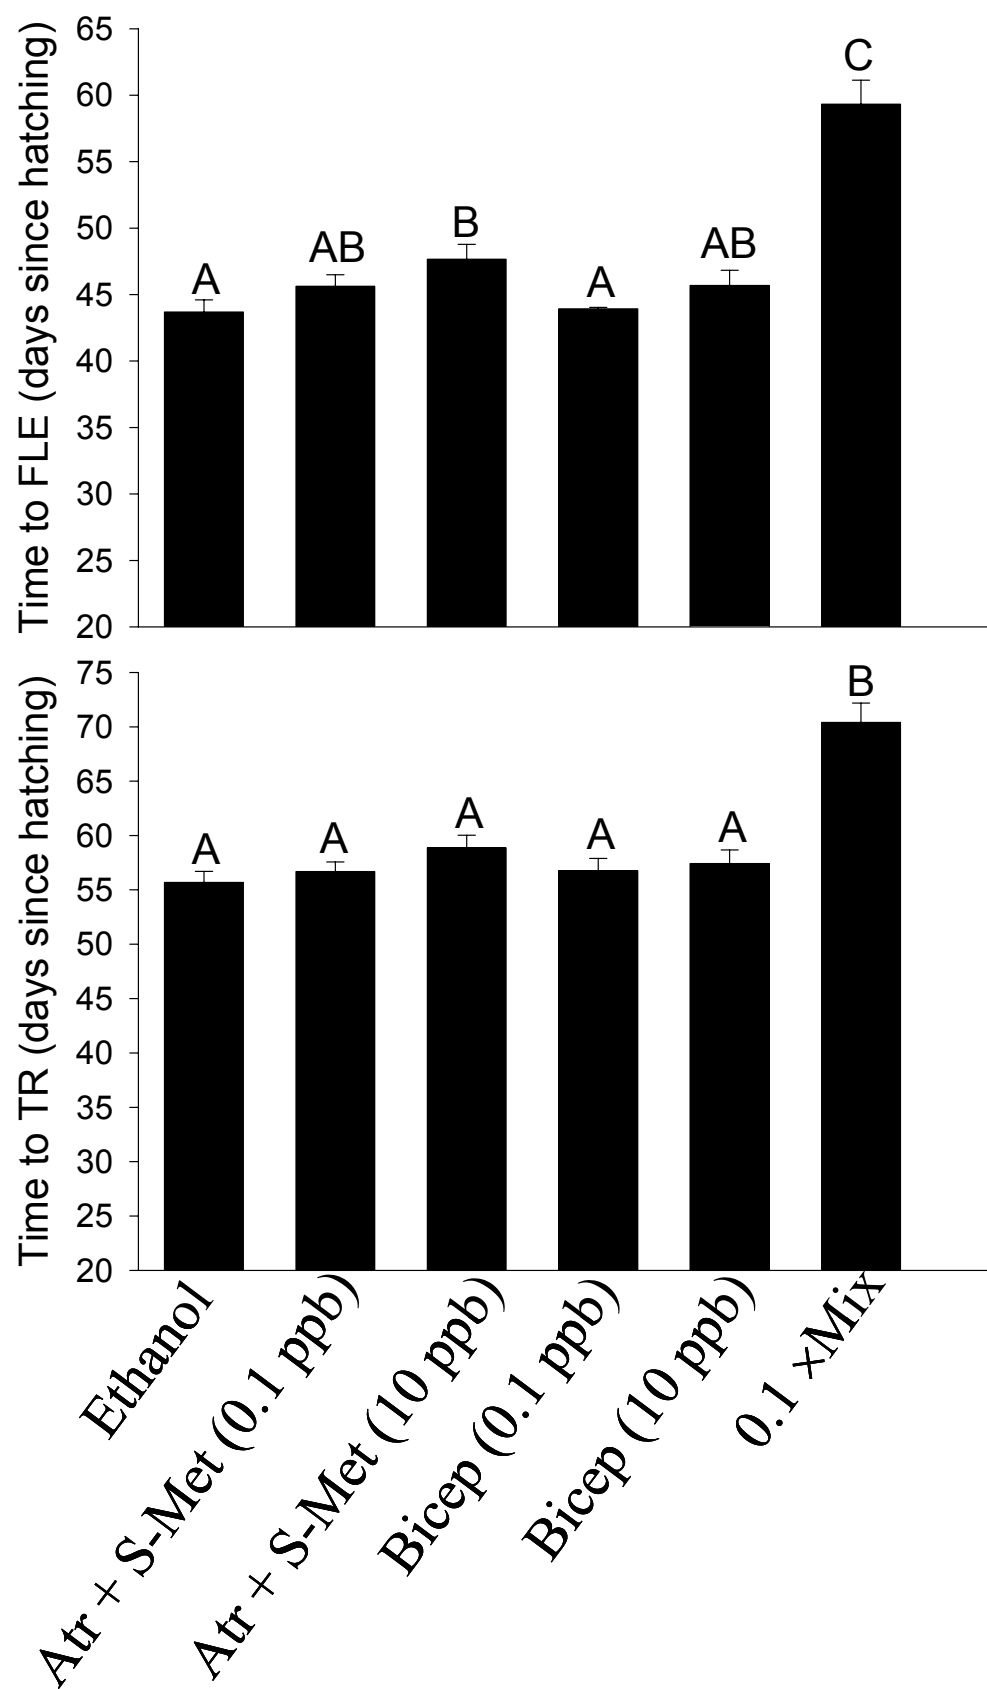 Time to FLE (days since hatching)
65
60
55
50
45
40
35
30
25
20
A
AB
B
A
AB
C
Time to TR (days since hatching)
75
70
65
60
55
50
45
40
35
30
25
20
A
A
A
A
A
B
Ethanol
Atr + S-Met (0.1 ppb)
Atr + S-Met (10 ppb)
Bicep (0.1 ppb)
Bicep (10 ppb)
0.1 ×Mix